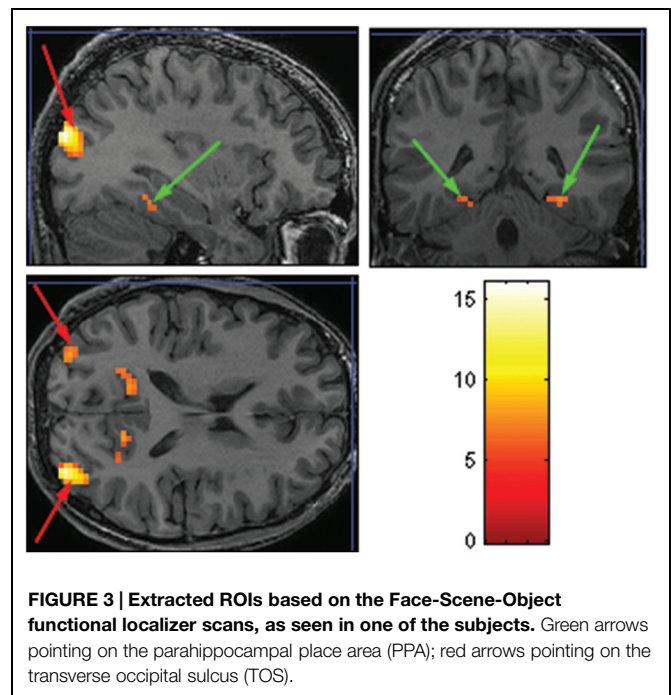 15
10
5
0
FIGURE 3 | Extracted ROIs based on the Face-Scene-Object
functional localizer scans, as seen in one of the subjects. Green arrows
pointing on the parahippocampal place area (PPA); red arrows pointing on the
transverse occipital sulcus (TOS).